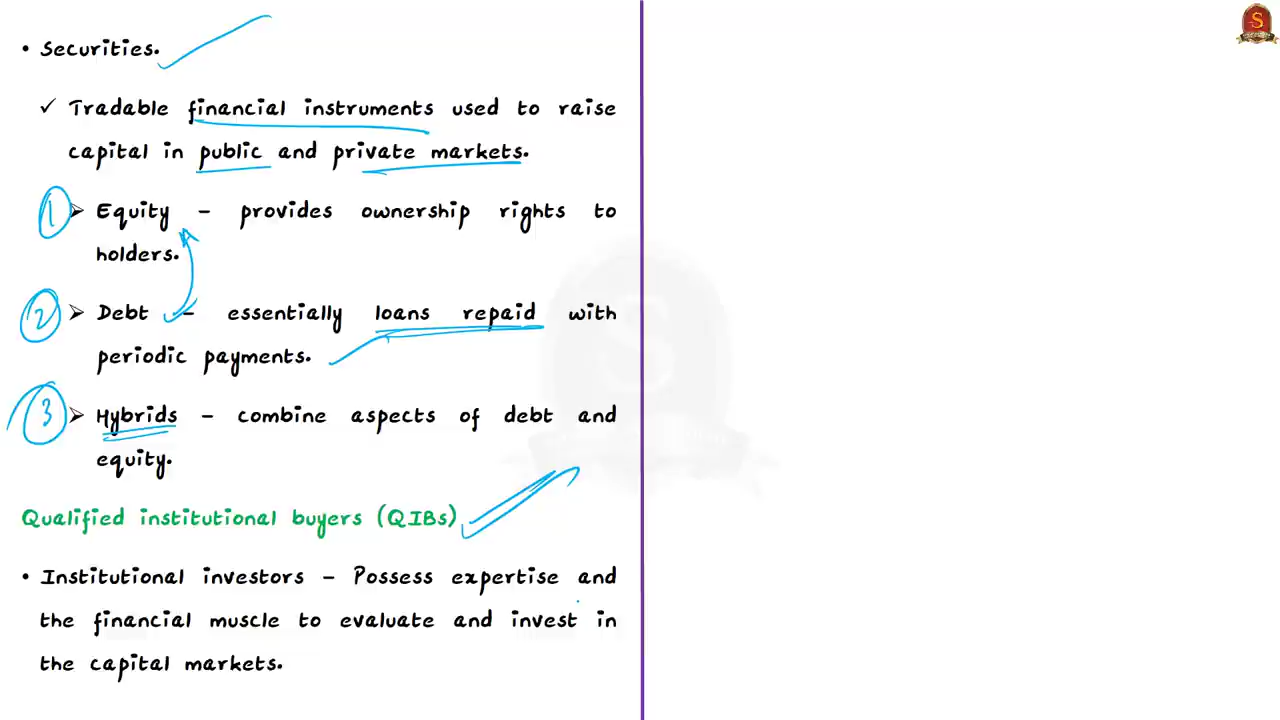 • Securities.
✓ Tradable financial instruments used to raise
capital in public and private markets.
1 ➢ Equity – provides ownership rights to
holders.
2 ➢ Debt – essentially loans repaid with
periodic payments.
3 ➢ Hybrids – combine aspects of debt and
equity.
Qualified institutional buyers (QIBs)
• Institutional investors – Possess expertise and
the financial muscle to evaluate and invest in
the capital markets.
S